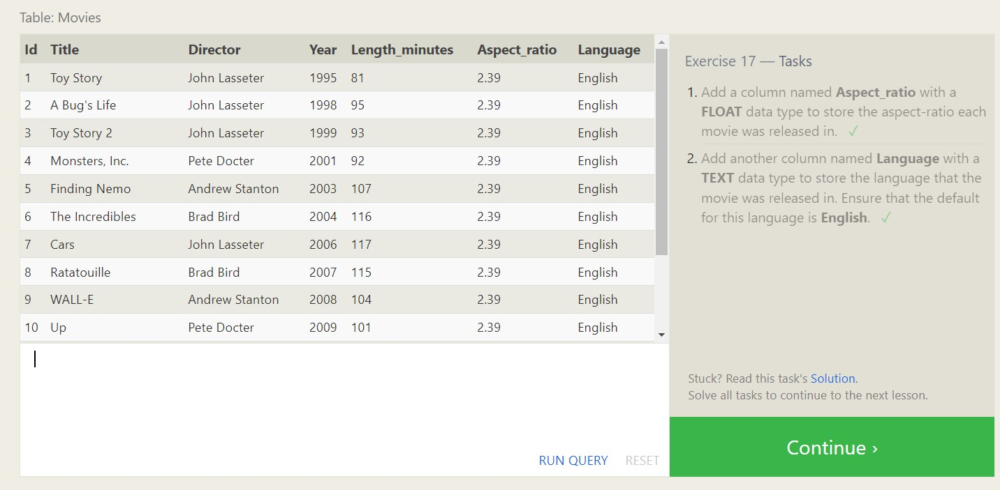 Table: Movies
Id Title Director Year Length_minutes Aspect_ratio Language
1 Toy Story John Lasseter 1995 81 2.39 English
2 A Bug's Life John Lasseter 1998 95 2.39 English
3 Toy Story 2 John Lasseter 1999 93 2.39 English
4 Monsters, Inc. Pete Docter 2001 92 2.39 English
5 Finding Nemo Andrew Stanton 2003 107 2.39 English
6 The Incredibles Brad Bird 2004 116 2.39 English
7 Cars John Lasseter 2006 117 2.39 English
8 Ratatouille Brad Bird 2007 115 2.39 English
9 WALL-E Andrew Stanton 2008 104 2.39 English
10 Up Pete Docter 2009 101 2.39 English
RUN QUERY RESET
Exercise 17 — Tasks
1. Add a column named Aspect_ratio with a
FLOAT data type to store the aspect-ratio each
movie was released in. ✓
2. Add another column named Language with a
TEXT data type to store the language that the
movie was released in. Ensure that the default
for this language is English. ✓
Stuck? Read this task's Solution.
Solve all tasks to continue to the next lesson.
Continue ›